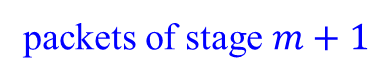 packets of stage m + 1